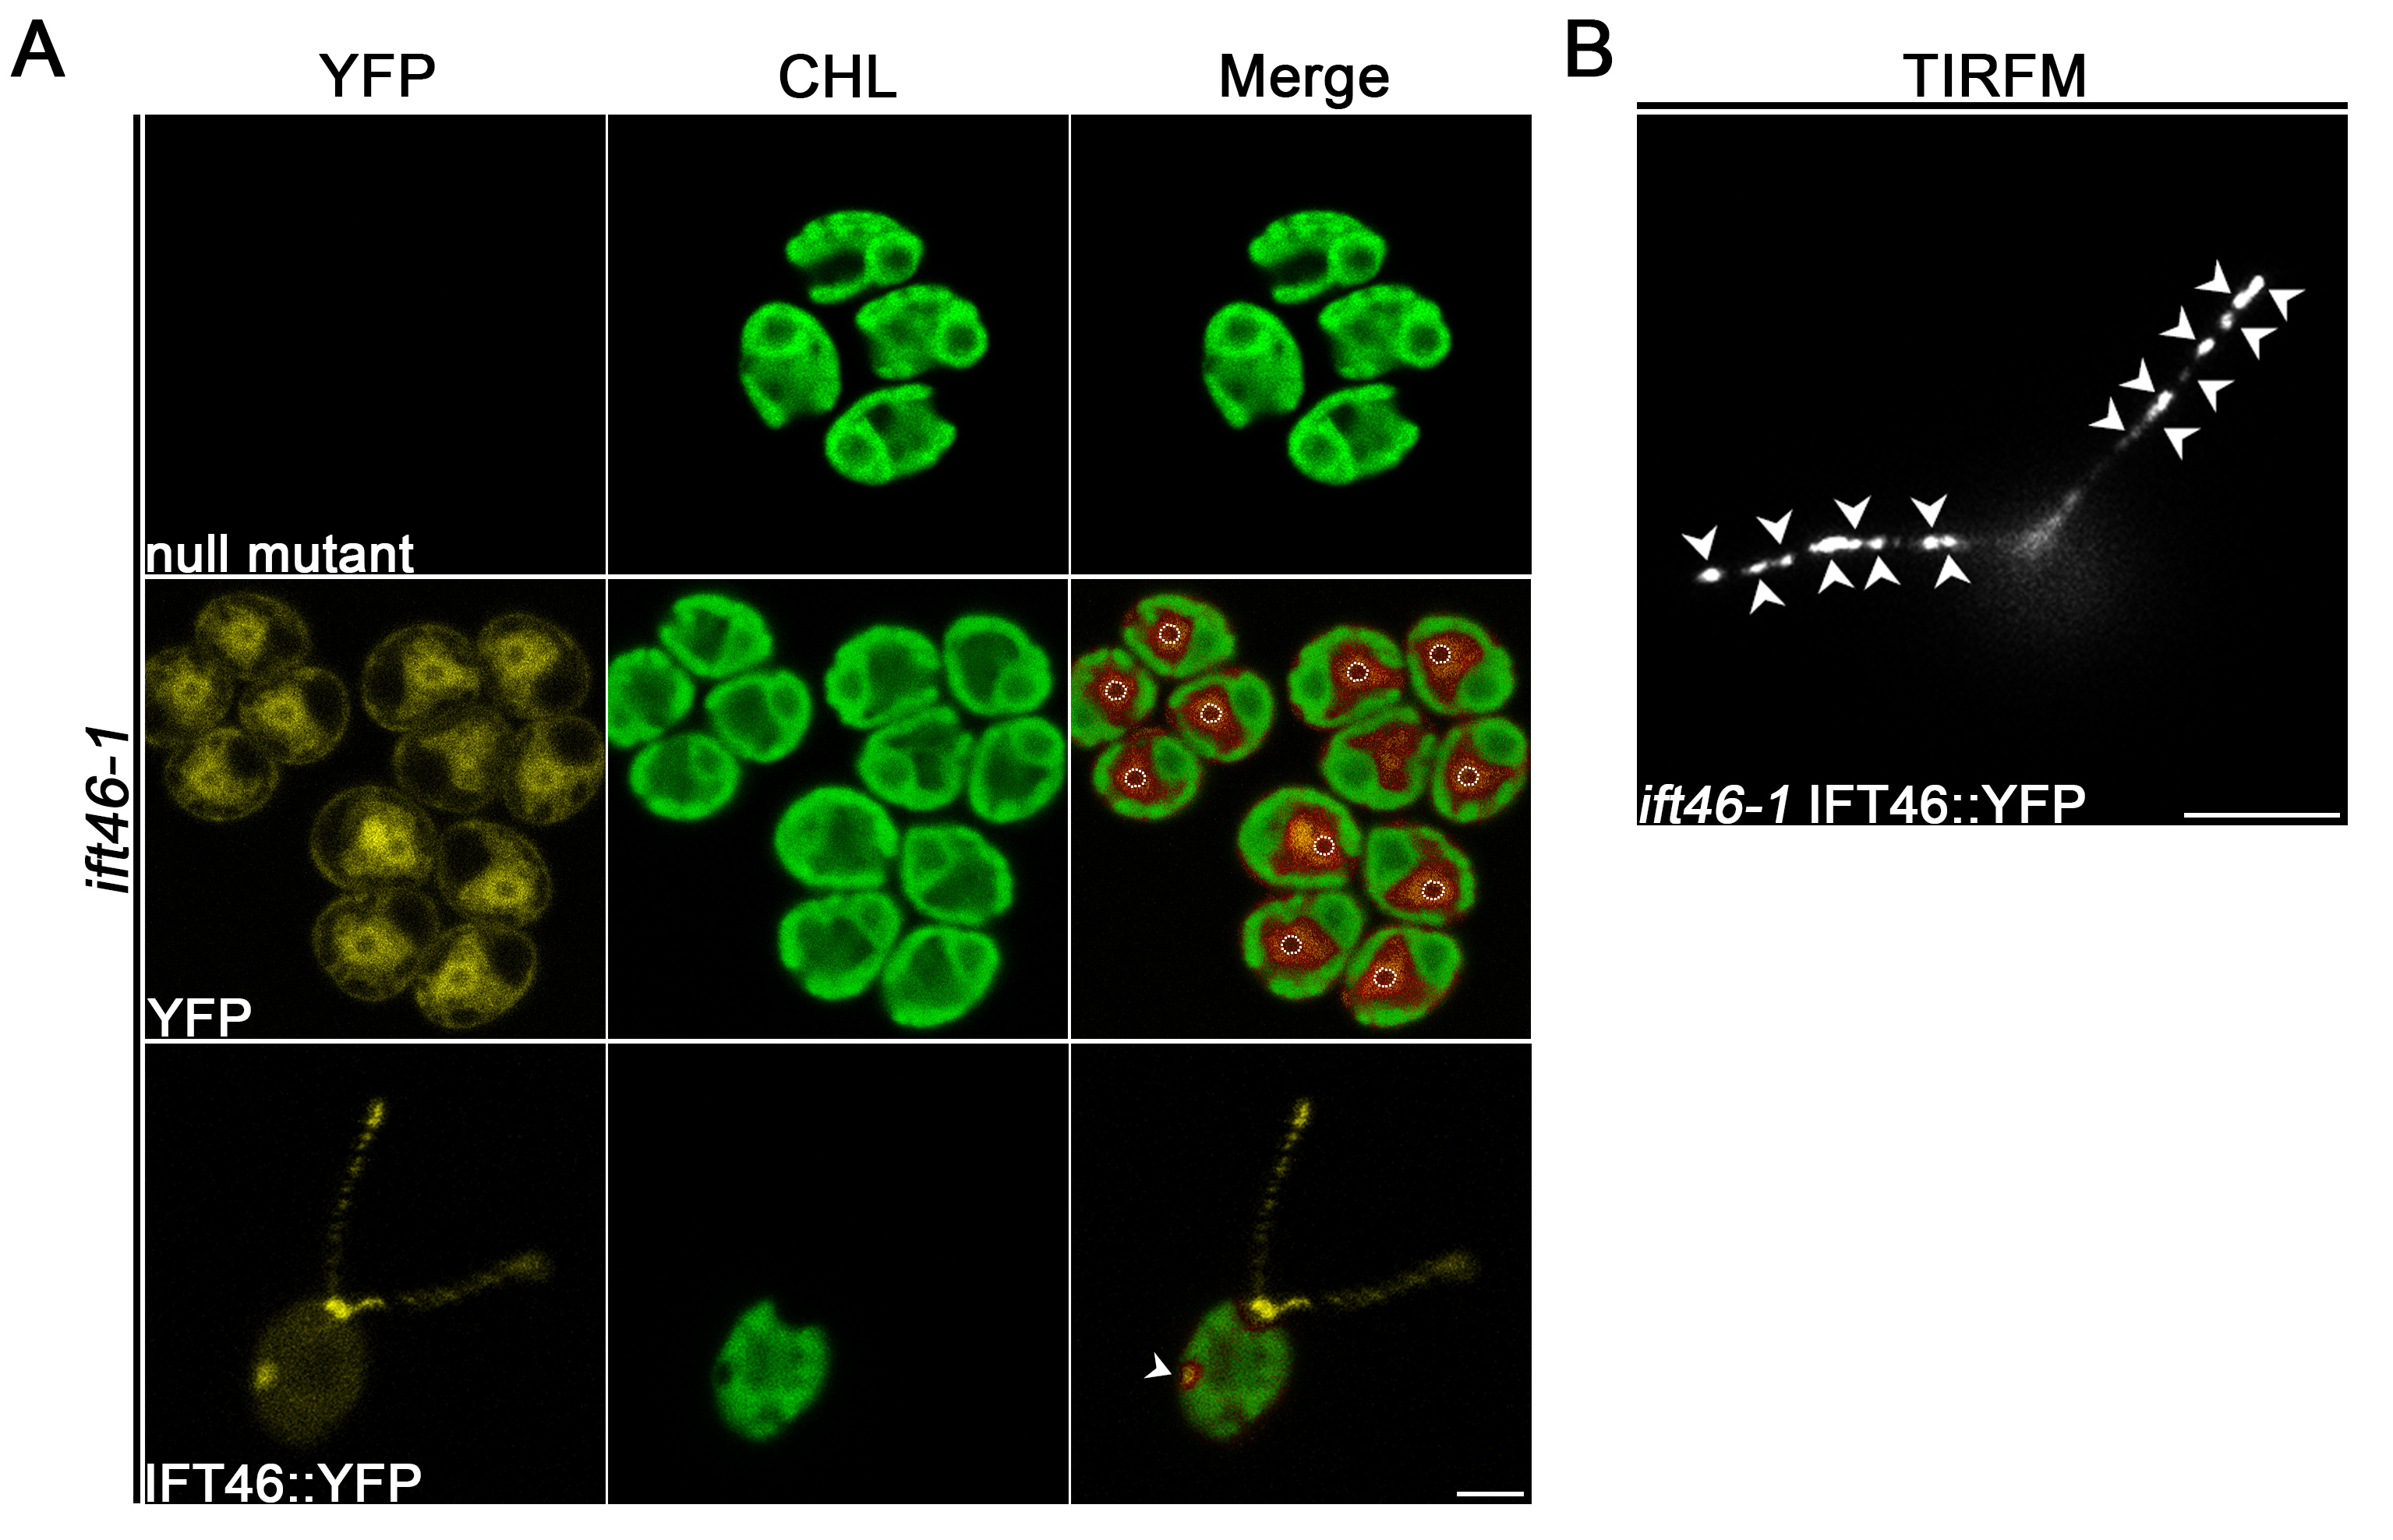 A
B
YFP
CHL
Merge
TIRFM
ift46-1
null mutant
YFP
IFT46::YFP
ift46-1 IFT46::YFP